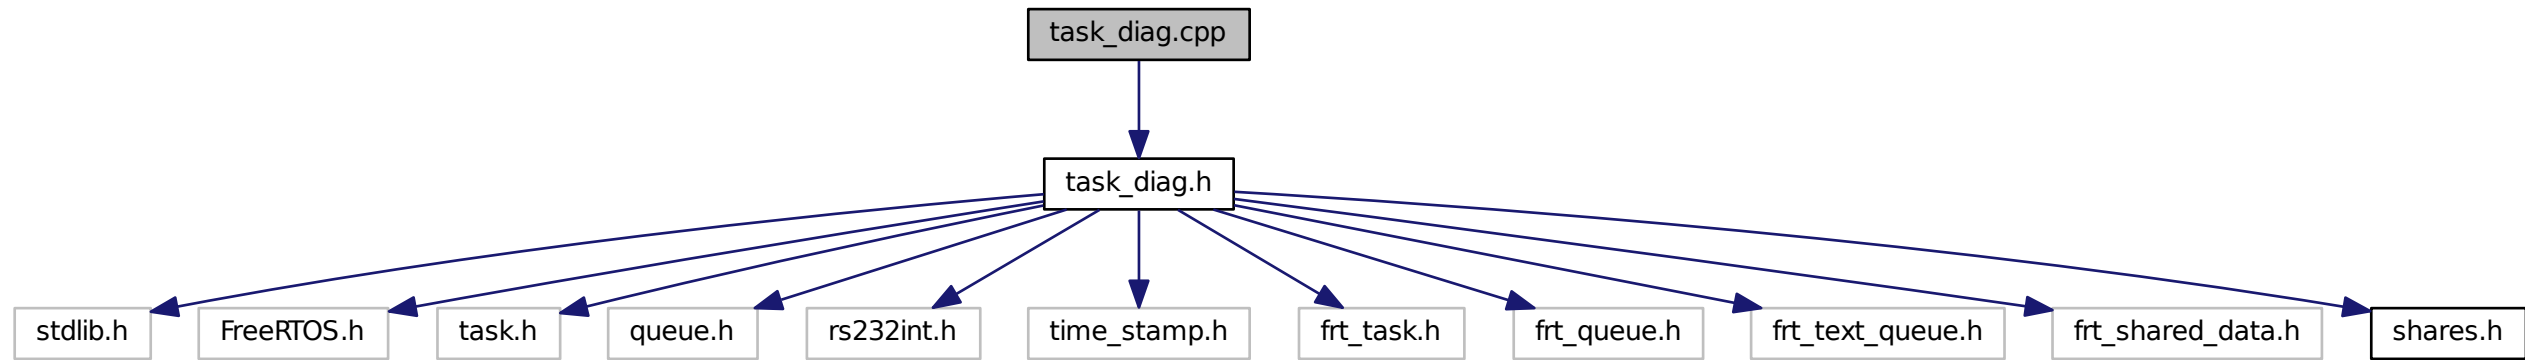 task_diag.cpp
task_diag.h
stdlib.h
FreeRTOS.h
task.h
queue.h
rs232int.h
time_stamp.h
frt_task.h
frt_queue.h
frt_text_queue.h
frt_shared_data.h
shares.h